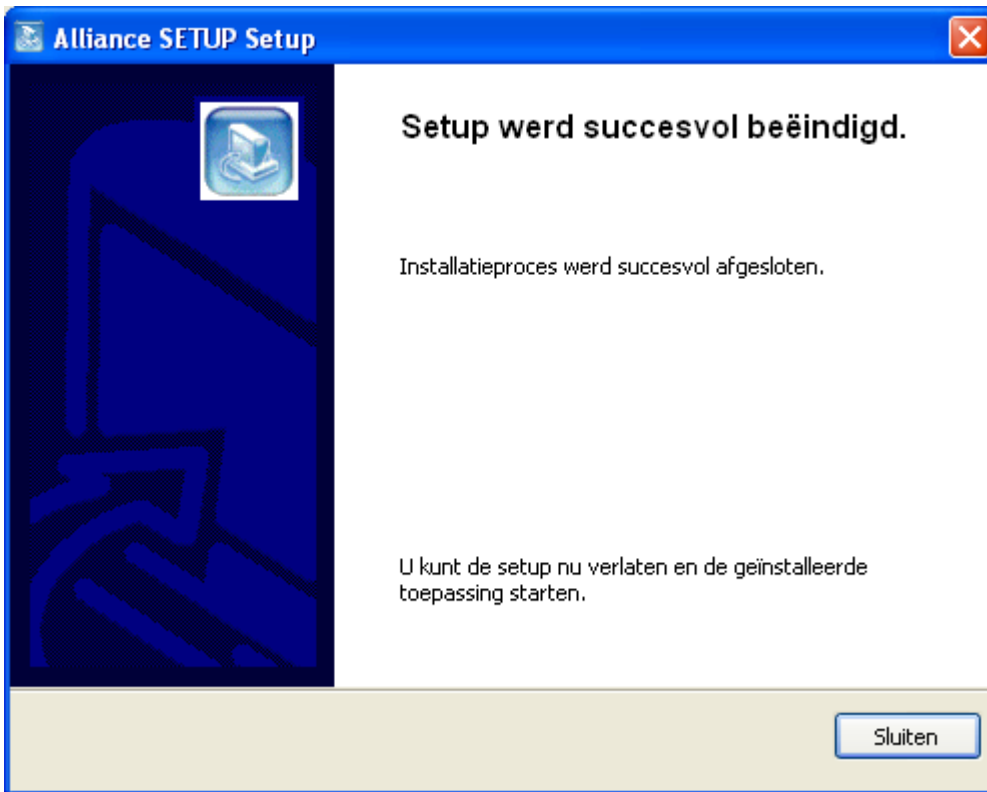 Alliance SETUP Setup
Setup werd succesvol beëindigd.
Installatieproces werd succesvol afgesloten.
U kunt de setup nu verlaten en de geïnstalleerde
toepassing starten.
Sluiten